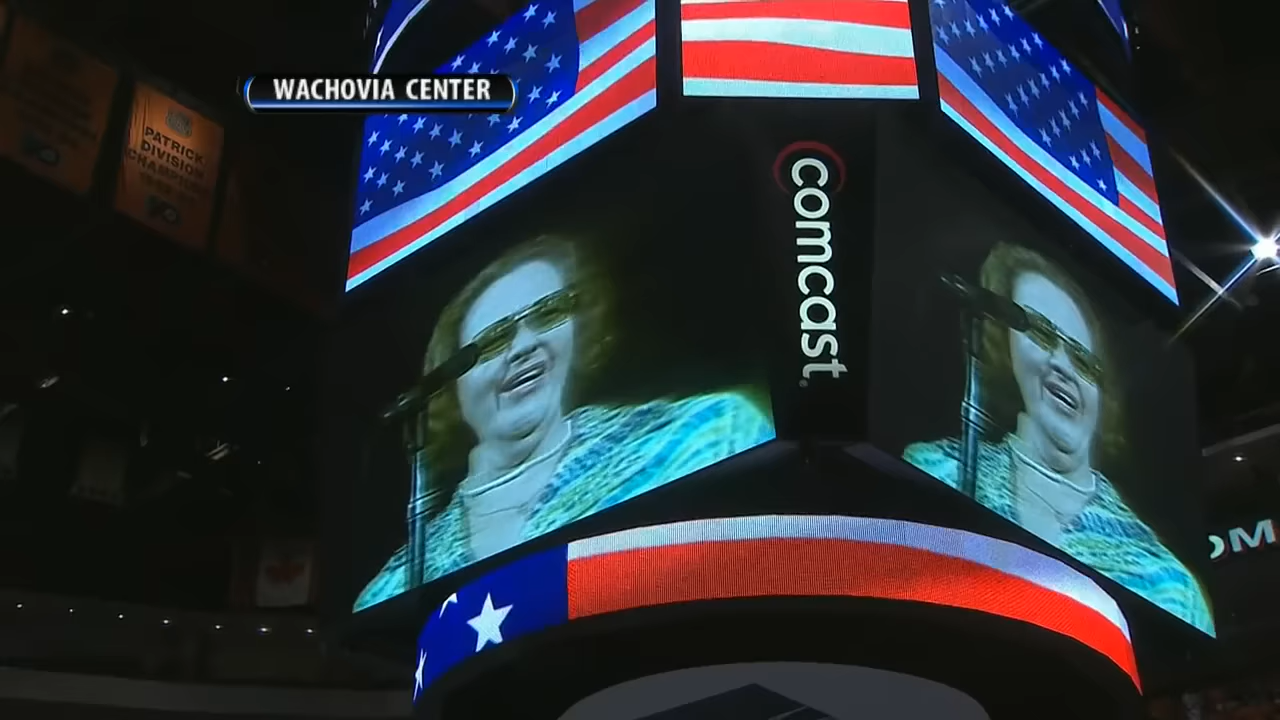 WACHOVIA CENTER
PATRICK
DIVISION
CHAMPIONS
comcast